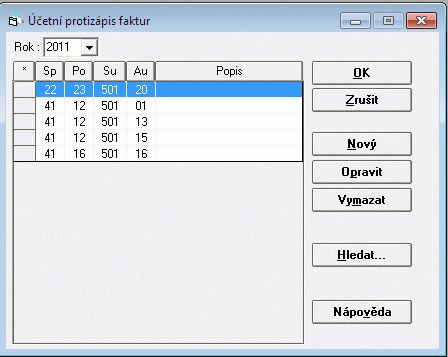 Účetní protizápis faktur
Rok : 2011
* Sp Po Su Au Popis
22 23 501 20
41 12 501 01
41 12 501 13
41 12 501 15
41 16 501 16
OK
Zrušit
Nový
Opravit
Vymazat
Hledat...
Nápověda